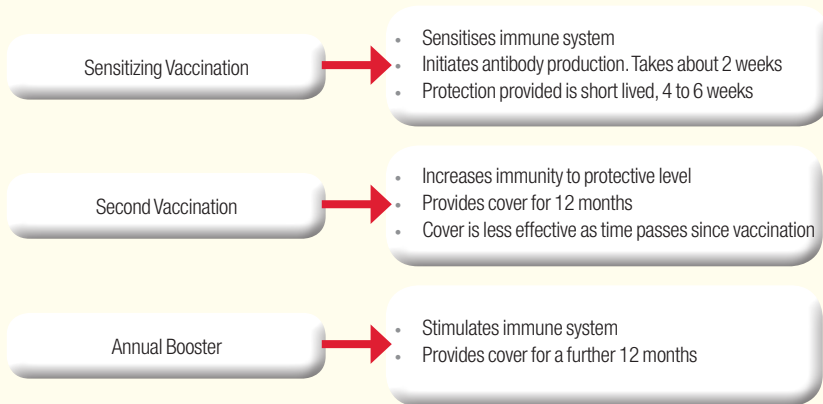 Sensitizing Vaccination
• Sensitises immune system
• Initiates antibody production. Takes about 2 weeks
• Protection provided is short lived, 4 to 6 weeks
Second Vaccination
• Increases immunity to protective level
• Provides cover for 12 months
• Cover is less effective as time passes since vaccination
Annual Booster
• Stimulates immune system
• Provides cover for a further 12 months